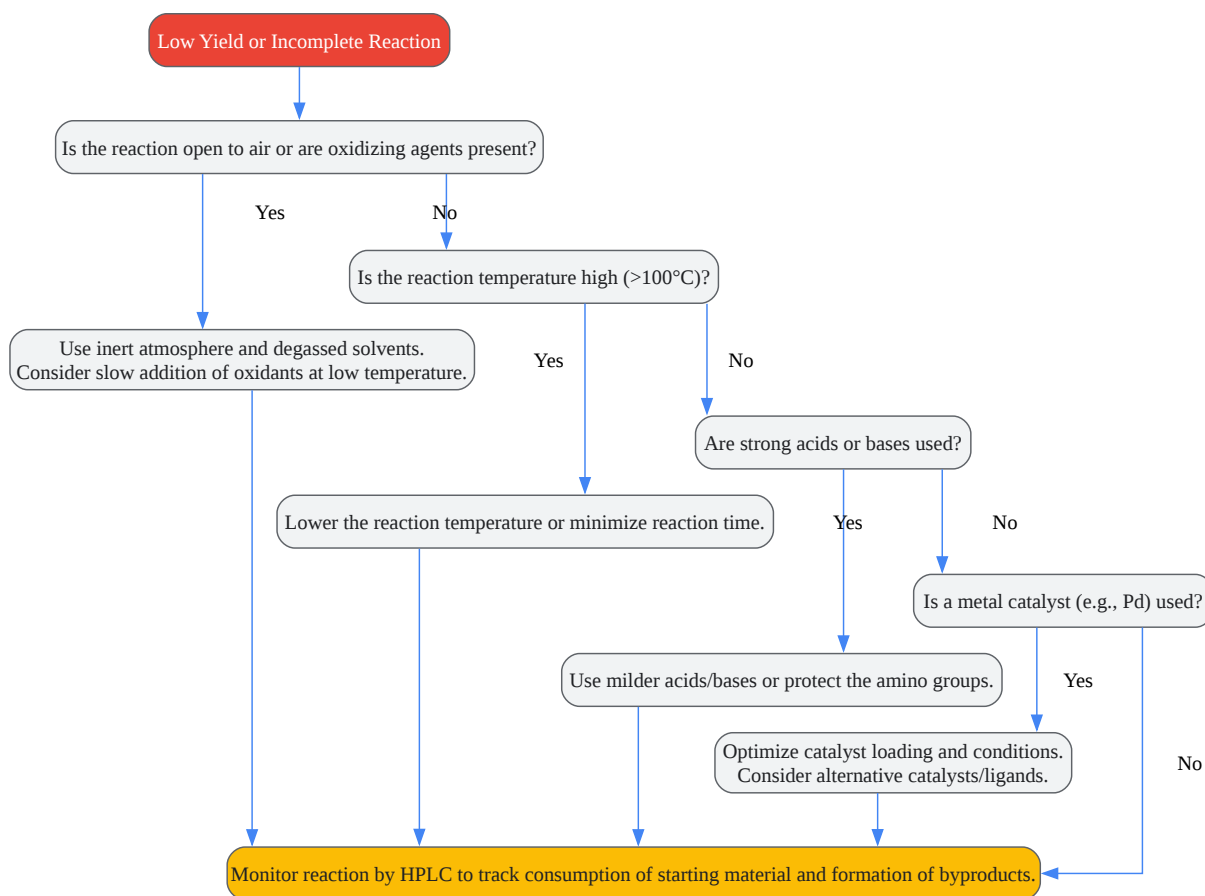 Low Yield or Incomplete Reaction
Is the reaction open to air or are oxidizing agents present?
Yes
No
Is the reaction temperature high (>100°C)?
Use inert atmosphere and degassed solvents.
Consider slow addition of oxidants at low temperature.
Yes
No
Are strong acids or bases used?
Lower the reaction temperature or minimize reaction time.
Yes
No
Is a metal catalyst (e.g., Pd) used?
Use milder acids/bases or protect the amino groups.
Yes
Optimize catalyst loading and conditions.
Consider alternative catalysts/ligands.
No
Monitor reaction by HPLC to track consumption of starting material and formation of byproducts.